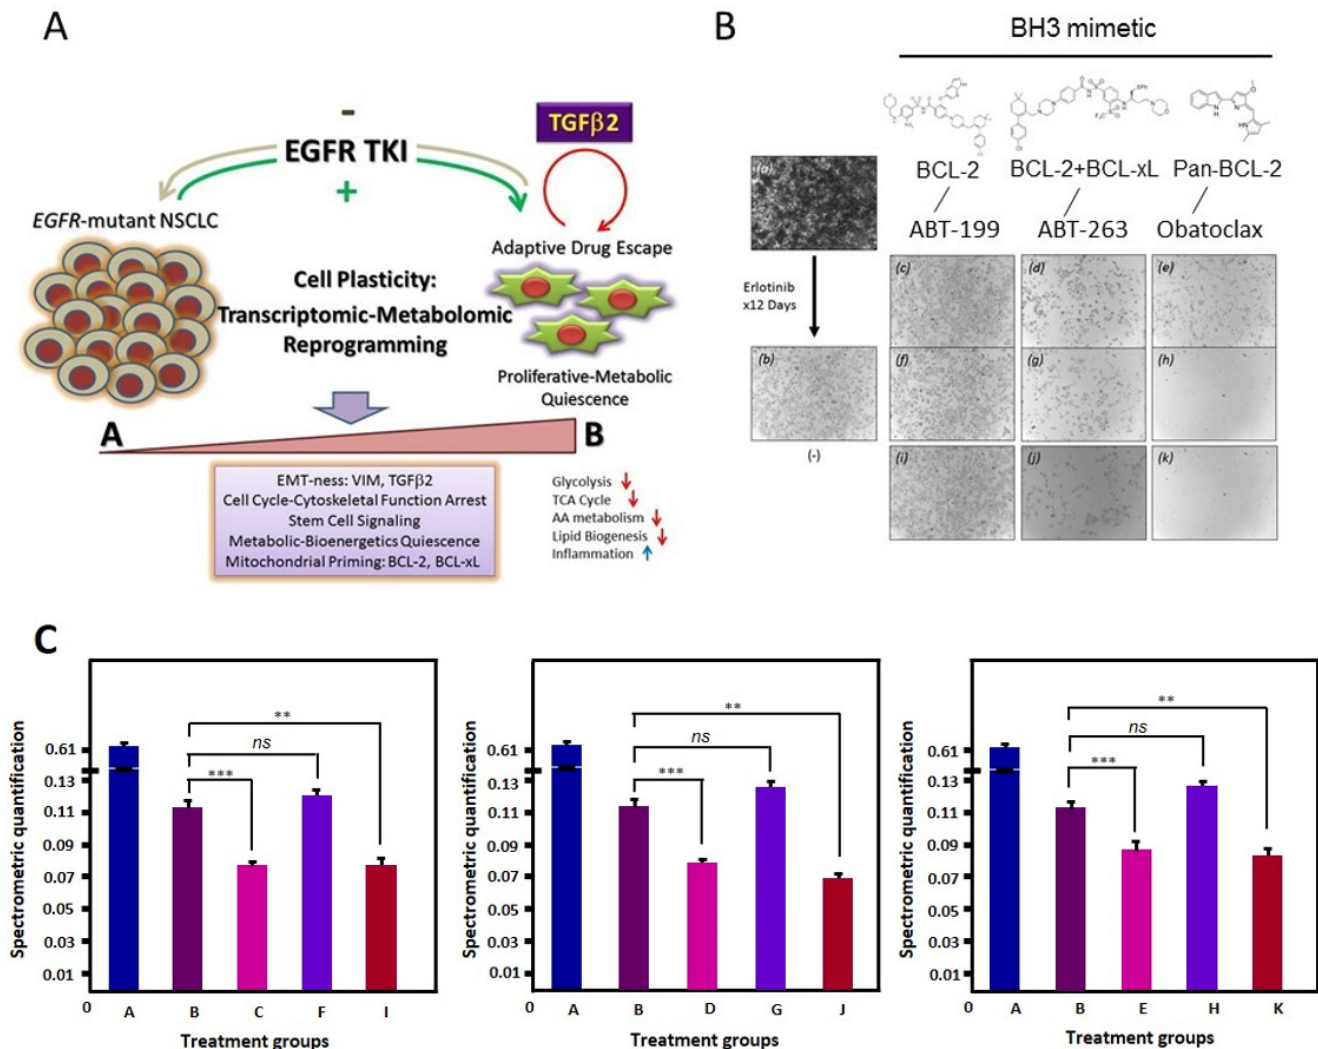 A
–
EGFR TKI
+
TGFβ2
EGFR-mutant NSCLC
Adaptive Drug Escape
Cell Plasticity:
Transcriptomic-Metabolomic
Reprogramming
Proliferative-Metabolic
Quiescence
A
B
EMT-ness: VIM, TGFβ2
Cell Cycle-Cytoskeletal Function Arrest
Stem Cell Signaling
Metabolic-Bioenergetics Quiescence
Mitochondrial Priming: BCL-2, BCL-xL
Glycolysis ↓
TCA Cycle ↓
AA metabolism ↓
Lipid Biogenesis ↓
Inflammation ↑
B
BH3 mimetic
BCL-2 BCL-2+BCL-xL Pan-BCL-2
ABT-199 ABT-263 Obatoclax
(a)
Erlotinib
x12 Days
(b)
(-)
(c) (d) (e)
(f) (g) (h)
(i) (j) (k)
C
Spectrometric quantification
0.61
0.13
0.11
0.09
0.07
0.05
0.03
0.01
0
**
ns
***
A B C F I
Treatment groups
Spectrometric quantification
0.61
0.13
0.11
0.09
0.07
0.05
0.03
0.01
0
**
ns
***
A B D G J
Treatment groups
Spectrometric quantification
0.61
0.13
0.11
0.09
0.07
0.05
0.03
0.01
0
**
ns
***
A B E H K
Treatment groups